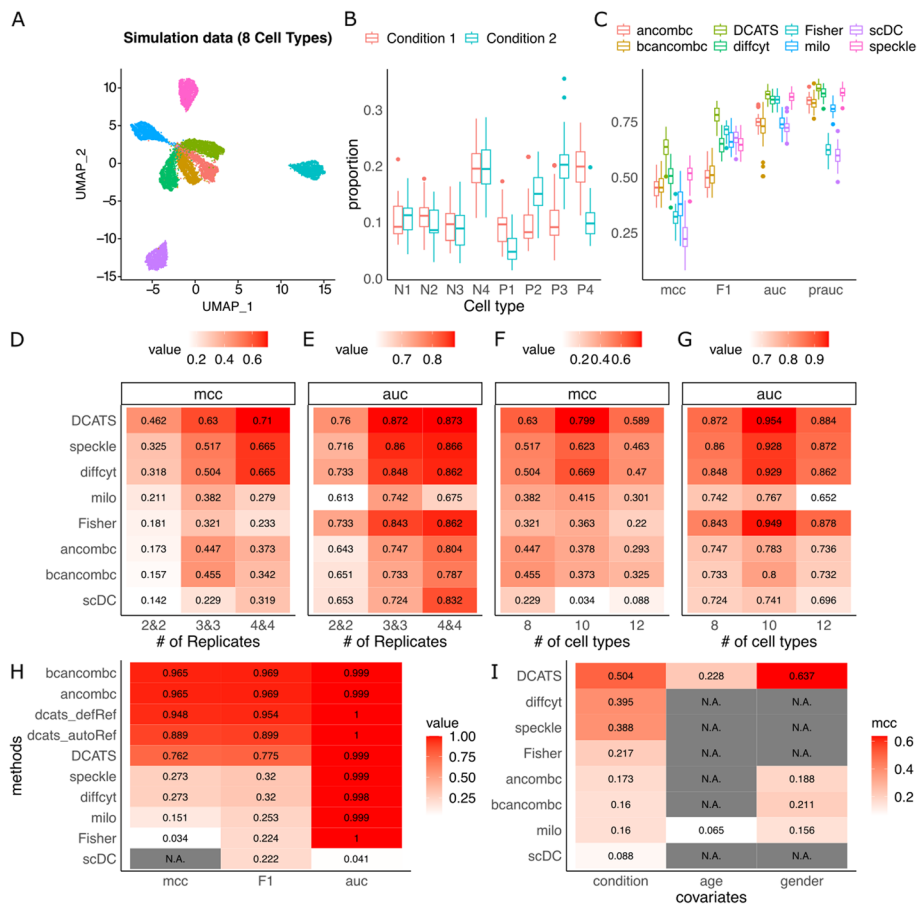 A
Simulation data (8 Cell Types)
UMAP_2
10
5
0
−5
−10
−15
−5 0 5 10 15
UMAP_1
B
Condition 1 Condition 2
proportion
0.3
0.2
0.1
0.0
N1 N2 N3 N4 P1 P2 P3 P4
Cell type
C
ancombc DCATS Fisher scDC
bcancombc diffcyt milo speckle
0.75
0.50
0.25
mcc F1 auc prauc
D
value
0.2 0.4 0.6
mcc
DCATS 0.462 0.63 0.71
speckle 0.325 0.517 0.665
diffcyt 0.318 0.504 0.665
milo 0.211 0.382 0.279
Fisher 0.181 0.321 0.233
ancombc 0.173 0.447 0.373
bcancombc 0.157 0.455 0.342
scDC 0.142 0.229 0.319
2&2 3&3 4&4
# of Replicates
E
value
0.7 0.8
auc
0.76 0.872 0.873
0.716 0.86 0.866
0.733 0.848 0.862
0.613 0.742 0.675
0.733 0.843 0.862
0.643 0.747 0.804
0.651 0.733 0.787
0.653 0.724 0.832
2&2 3&3 4&4
# of Replicates
F
value
0.2 0.4 0.6
mcc
0.63 0.799 0.589
0.517 0.623 0.463
0.504 0.669 0.47
0.382 0.415 0.301
0.321 0.363 0.22
0.447 0.378 0.293
0.455 0.373 0.325
0.229 0.034 0.088
8 10 12
# of cell types
G
value
0.7 0.8 0.9
auc
0.872 0.954 0.884
0.86 0.928 0.872
0.848 0.929 0.862
0.742 0.767 0.652
0.843 0.949 0.878
0.747 0.783 0.736
0.733 0.8 0.732
0.724 0.741 0.696
8 10 12
# of cell types
H
methods
bcancombc 0.965 0.969 0.999
ancombc 0.965 0.969 0.999
dcats_defRef 0.948 0.954 1
dcats_autoRef 0.889 0.899 1
DCATS 0.762 0.775 0.999
speckle 0.273 0.32 0.999
diffcyt 0.273 0.32 0.998
milo 0.151 0.253 0.999
Fisher 0.034 0.224 1
scDC N.A. 0.222 0.041
mcc F1 auc
value
1.00
0.75
0.50
0.25
I
DCATS 0.504 0.228 0.637
diffcyt 0.395 N.A. N.A.
speckle 0.388 N.A. N.A.
Fisher 0.217 N.A. N.A.
ancombc 0.173 N.A. 0.188
bcancombc 0.16 N.A. 0.211
milo 0.16 0.065 0.156
scDC 0.088 N.A. N.A.
condition age gender
covariates
mcc
0.6
0.4
0.2